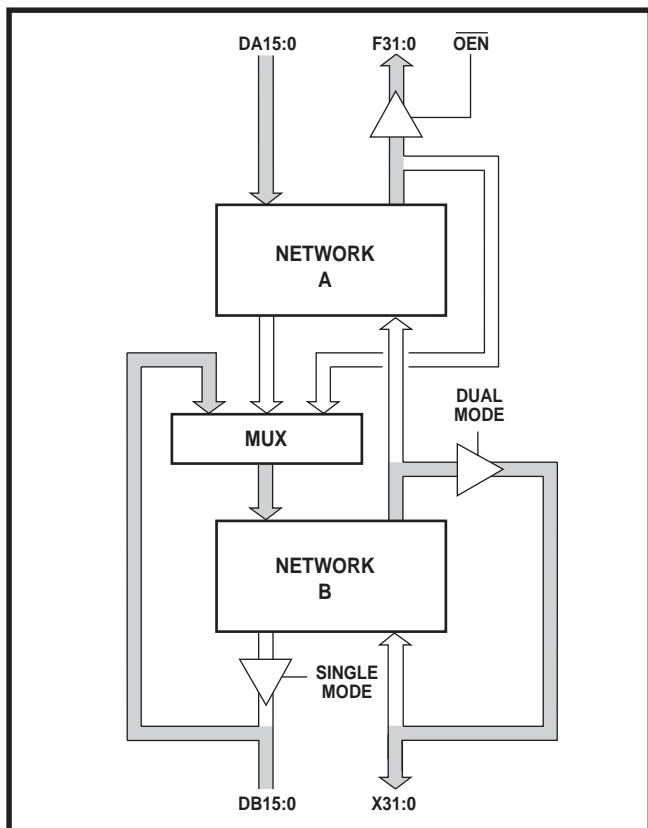 DA15:0
F31:0
OEN
NETWORK
A
DUAL
MODE
MUX
NETWORK
B
SINGLE
MODE
DB15:0
X31:0